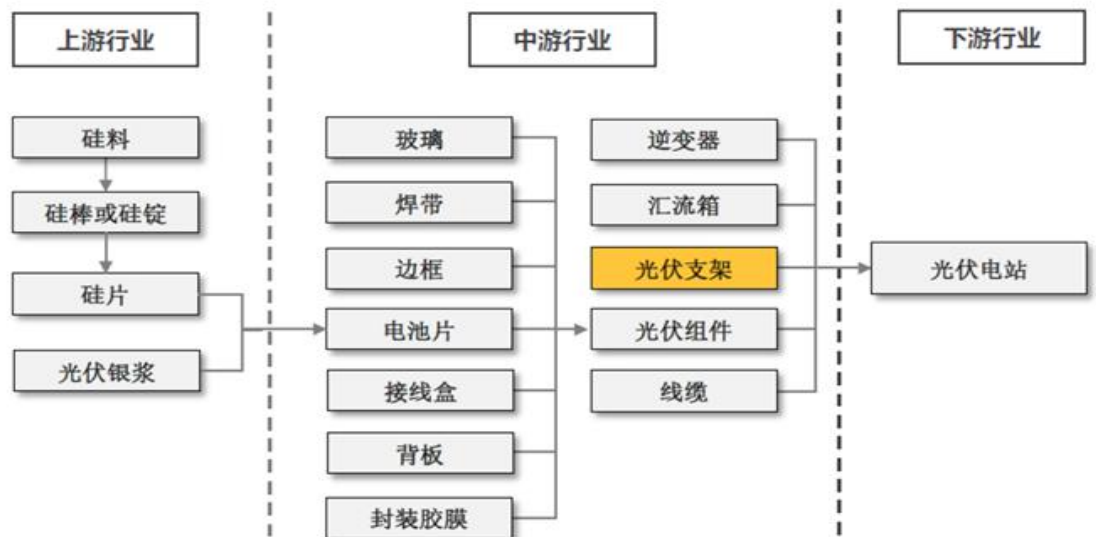 上游行业
中游行业
下游行业
硅料
硅棒或硅锭
硅片
光伏银浆
玻璃
焊带
边框
电池片
接线盒
背板
封装胶膜
逆变器
汇流箱
光伏支架
光伏组件
线缆
光伏电站